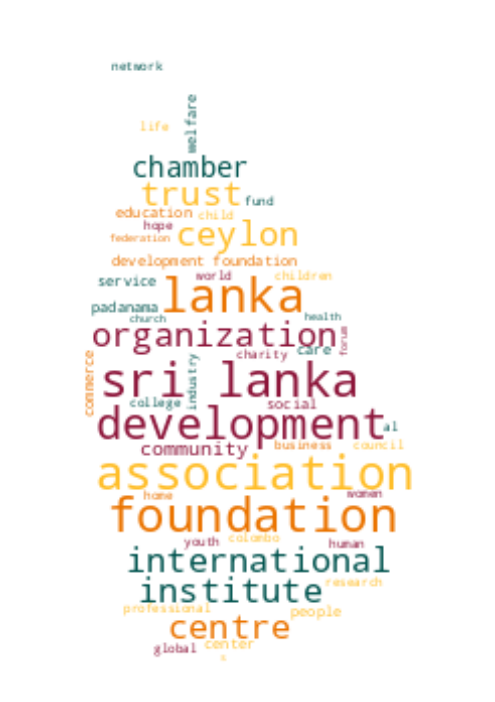 network
welfare
life
chamber
trust
fund
education
child
hope
federation
ceylon
development foundation
world
children
service
lanka
padanama
church
health
organization
forum
charity
care
commerce
industry
sri lanka
college
social
development
al
community
business
council
association
home
women
foundation
youth
colombo
human
international
institute
research
professional
people
centre
global
center